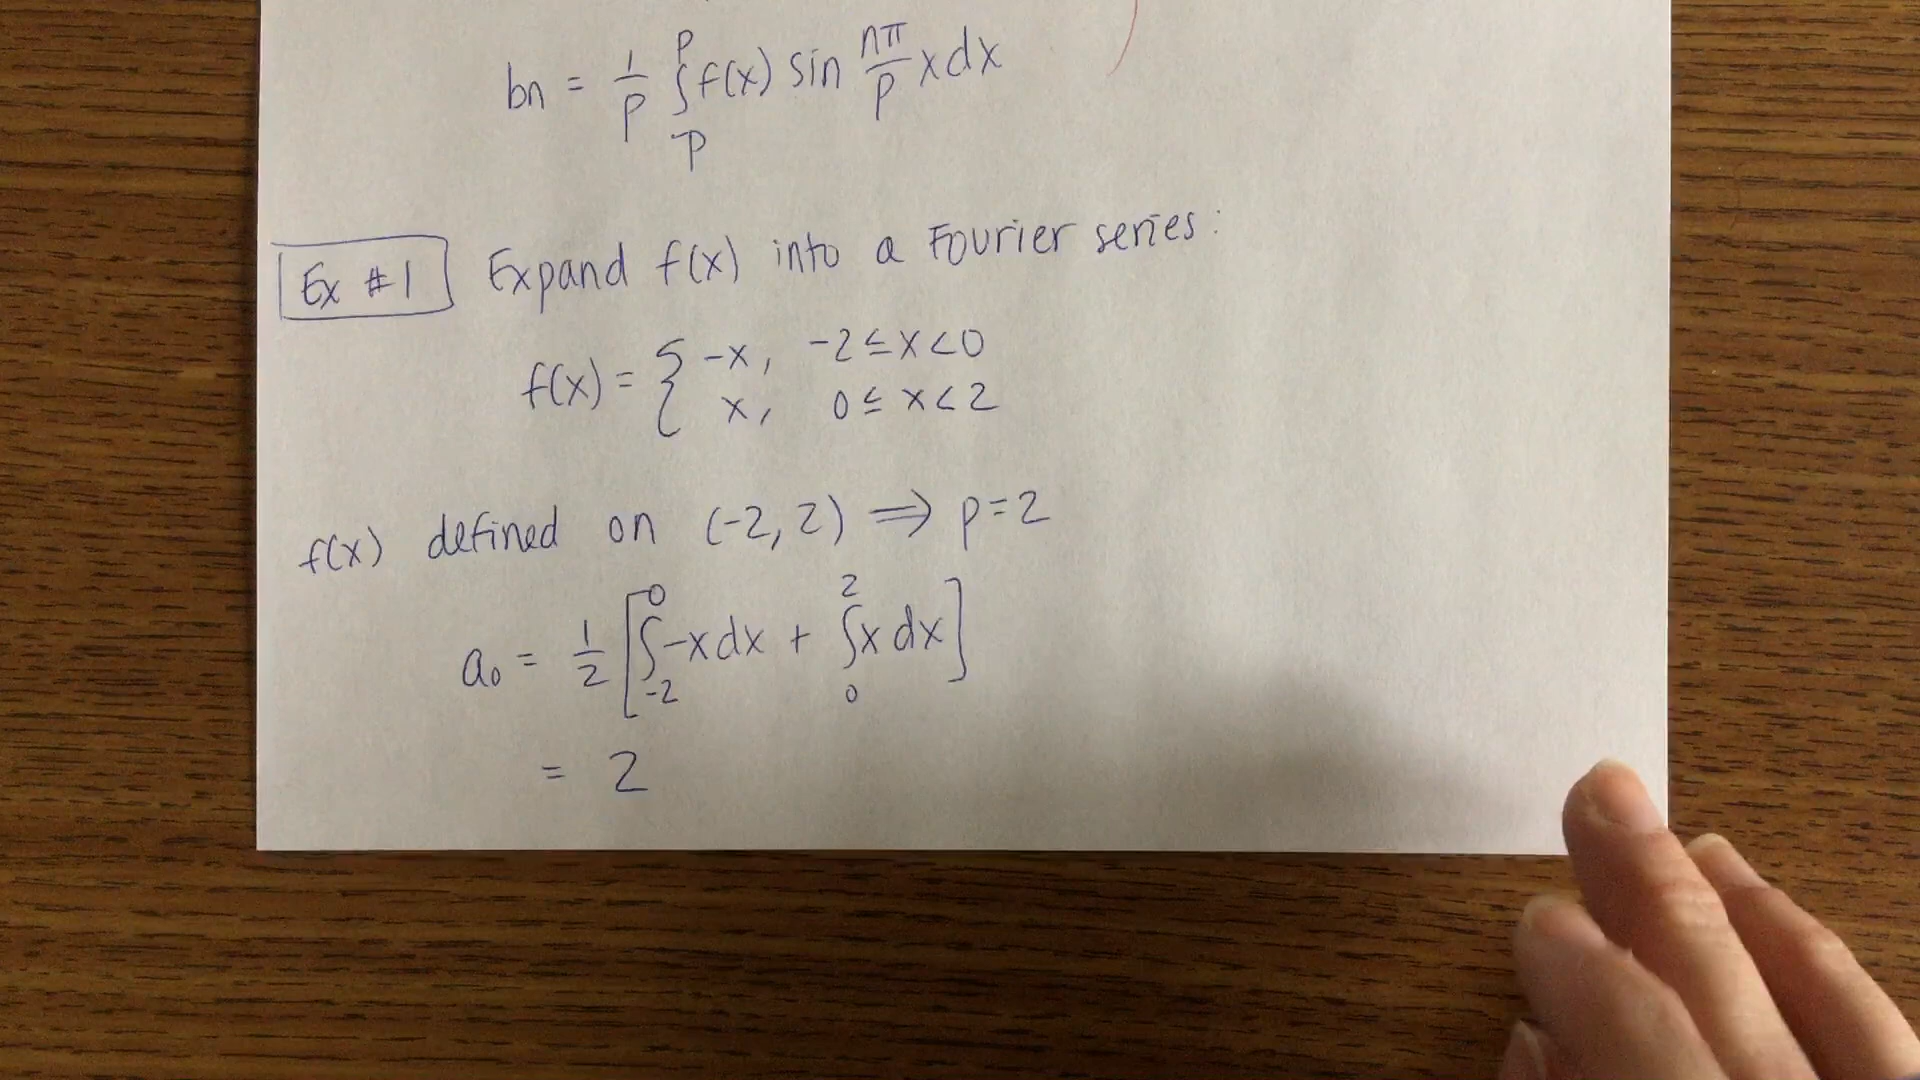 bn = 1/p ∫_{-p}^{p} f(x) sin nπ/p x dx
Ex #1 Expand f(x) into a Fourier series:
f(x) = { -x, -2 ≤ x < 0
x, 0 ≤ x < 2
f(x) defined on (-2, 2) ⟹ p = 2
a₀ = 1/2 [ ∫_{-2}^{0} -x dx + ∫_{0}^{2} x dx ]
= 2